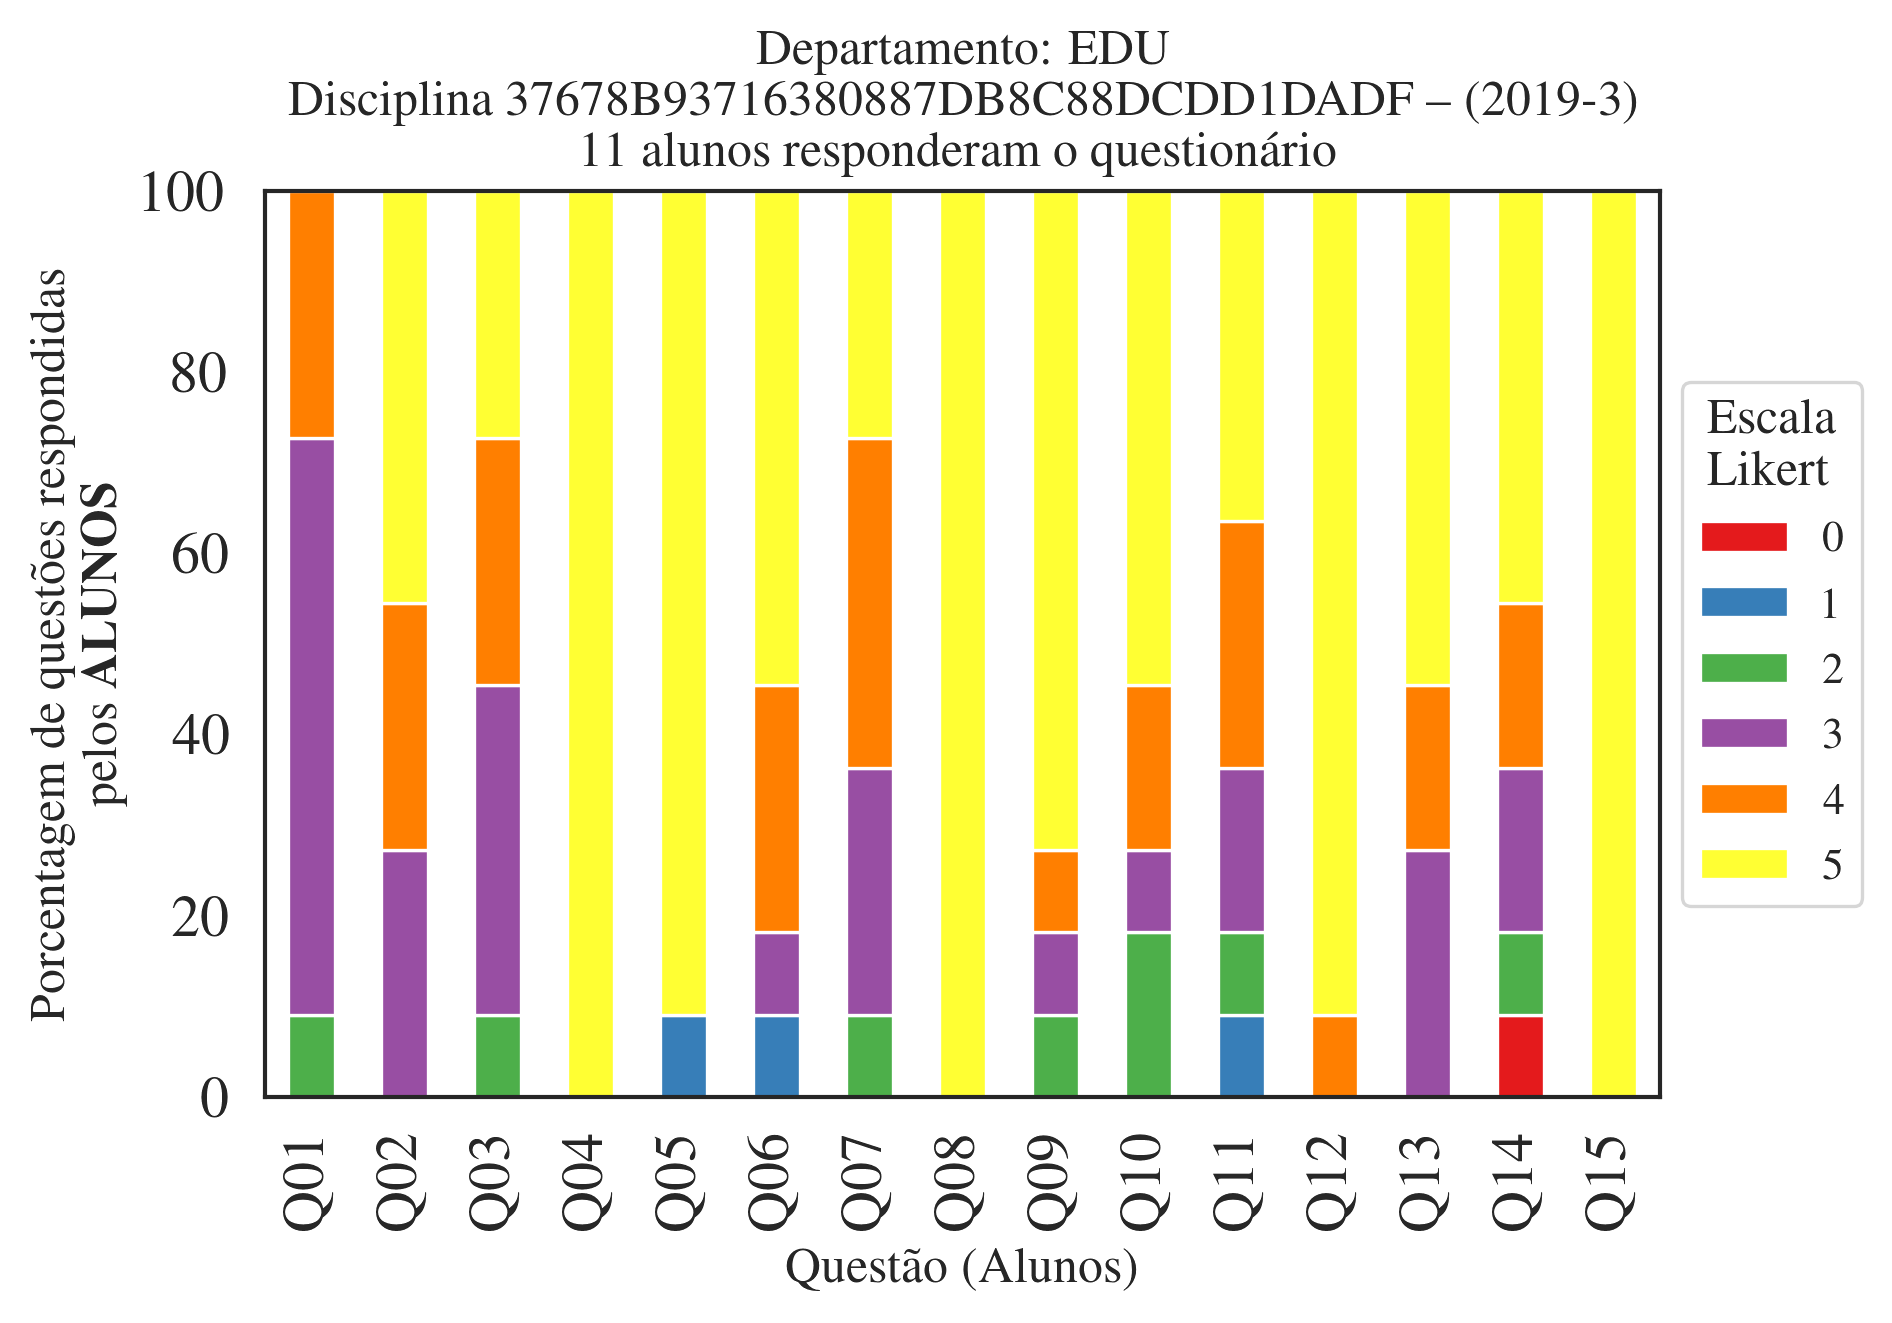 Departamento: EDU
Disciplina 37678B93716380887DB8C88DCDD1DADF – (2019-3)
11 alunos responderam o questionário
Porcentagem de questões respondidas
pelos ALUNOS
100
80
60
40
20
0
Q01
Q02
Q03
Q04
Q05
Q06
Q07
Q08
Q09
Q10
Q11
Q12
Q13
Q14
Q15
Questão (Alunos)
Escala
Likert
0
1
2
3
4
5